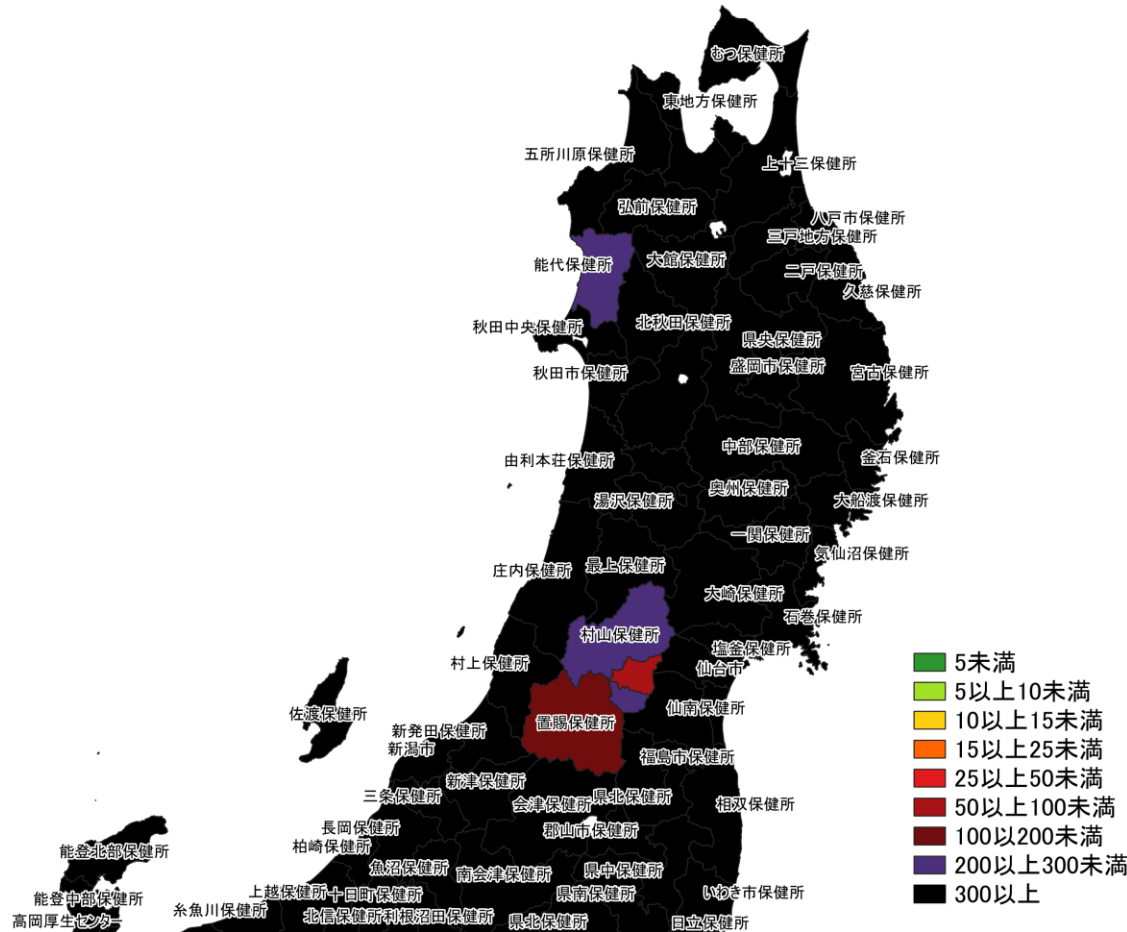 むつ保健所
東地方保健所
五所川原保健所
上十三保健所
弘前保健所
八戸市保健所
三戸地方保健所
能代保健所
大館保健所
二戸保健所
久慈保健所
秋田中央保健所
北秋田保健所
県央保健所
盛岡市保健所
秋田市保健所
宮古保健所
中部保健所
由利本荘保健所
釜石保健所
湯沢保健所
奥州保健所
大船渡保健所
一関保健所
気仙沼保健所
庄内保健所
最上保健所
大崎保健所
石巻保健所
村山保健所
塩釜保健所
村上保健所
仙台市
佐渡保健所
置賜保健所
仙南保健所
新発田保健所
新潟市
福島市保健所
新津保健所
三条保健所
会津保健所
県北保健所
相双保健所
長岡保健所
郡山市保健所
柏崎保健所
能登北部保健所
魚沼保健所
南会津保健所
県中保健所
能登中部保健所
上越保健所
十日町保健所
県南保健所
いわき市保健所
糸魚川保健所
高岡厚生センター
北信保健所
利根沼田保健所
県北保健所
日立保健所
5未満
5以上10未満
10以上15未満
15以上25未満
25以上50未満
50以上100未満
100以200未満
200以上300未満
300以上